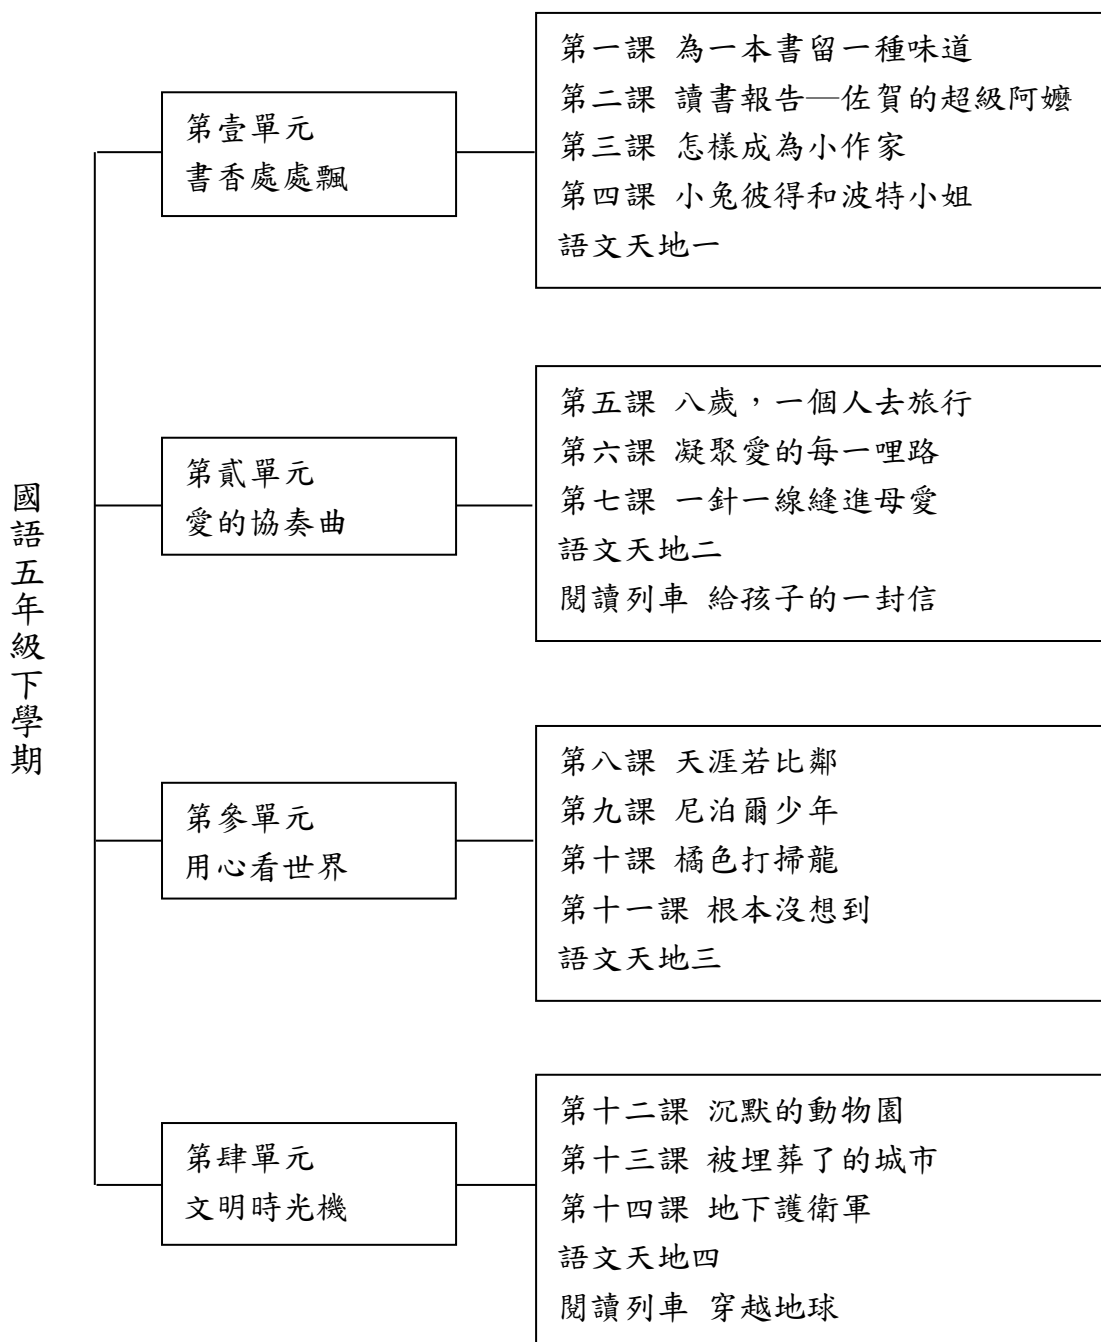 國語五年級下學期
第壹單元
書香處處飄
第一課 為一本書留一種味道
第二課 讀書報告─佐賀的超級阿嬤
第三課 怎樣成為小作家
第四課 小兔彼得和波特小姐
語文天地一
第貳單元
愛的協奏曲
第五課 八歲，一個人去旅行
第六課 凝聚愛的每一哩路
第七課 一針一線縫進母愛
語文天地二
閱讀列車 給孩子的一封信
第參單元
用心看世界
第八課 天涯若比鄰
第九課 尼泊爾少年
第十課 橘色打掃龍
第十一課 根本沒想到
語文天地三
第肆單元
文明時光機
第十二課 沉默的動物園
第十三課 被埋葬了的城市
第十四課 地下護衛軍
語文天地四
閱讀列車 穿越地球